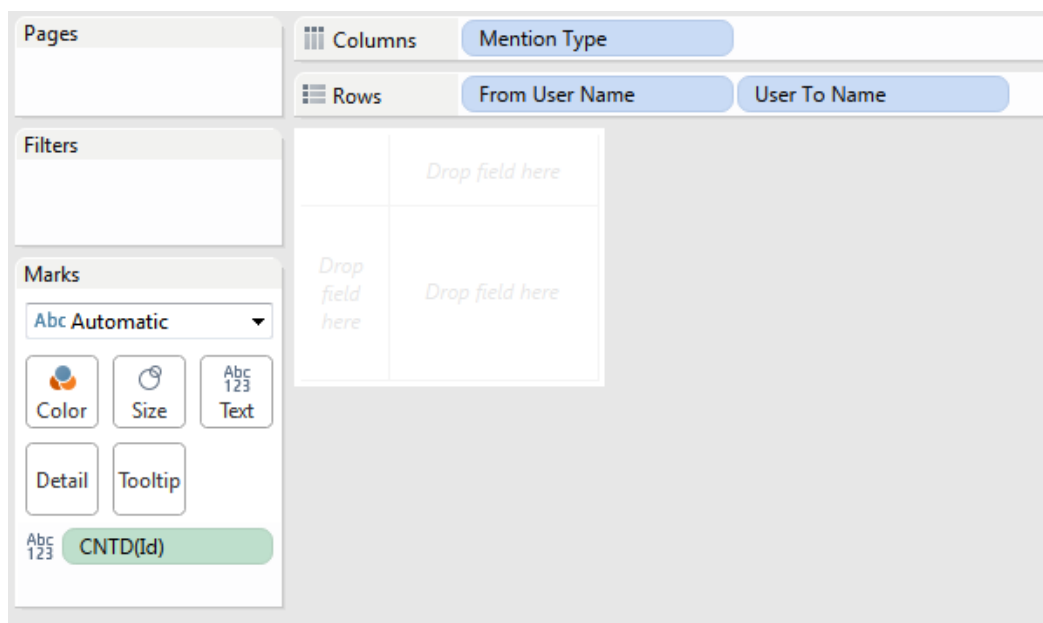 Pages
Columns
Mention Type
Rows
From User Name
User To Name
Filters
Drop field here
Drop
field
here
Drop field here
Marks
Abc Automatic
Color
Size
Abc
123
Text
Detail
Tooltip
Abc
123
CNTD(Id)